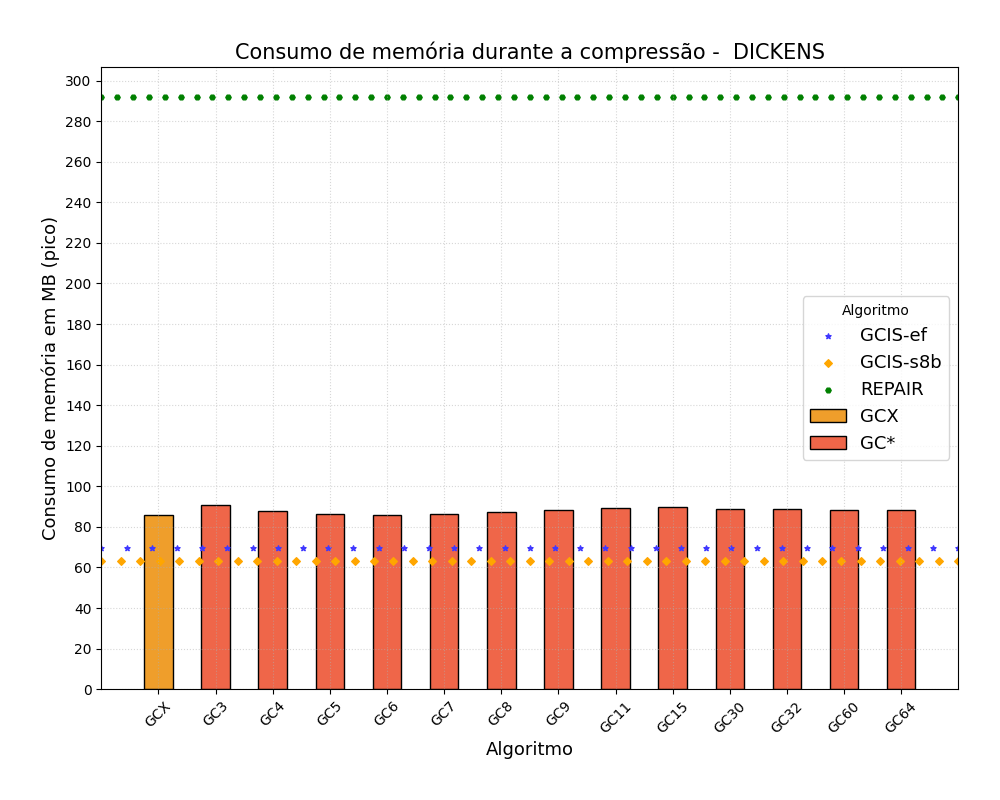 Consumo de memória durante a compressão -  DICKENS
Consumo de memória em MB (pico)
300
280
260
240
220
200
180
160
140
120
100
80
60
40
20
0
Algoritmo
GCIS-ef
GCIS-s8b
REPAIR
GCX
GC*
GCX
GC3
GC4
GC5
GC6
GC7
GC8
GC9
GC11
GC15
GC30
GC32
GC60
GC64
Algoritmo